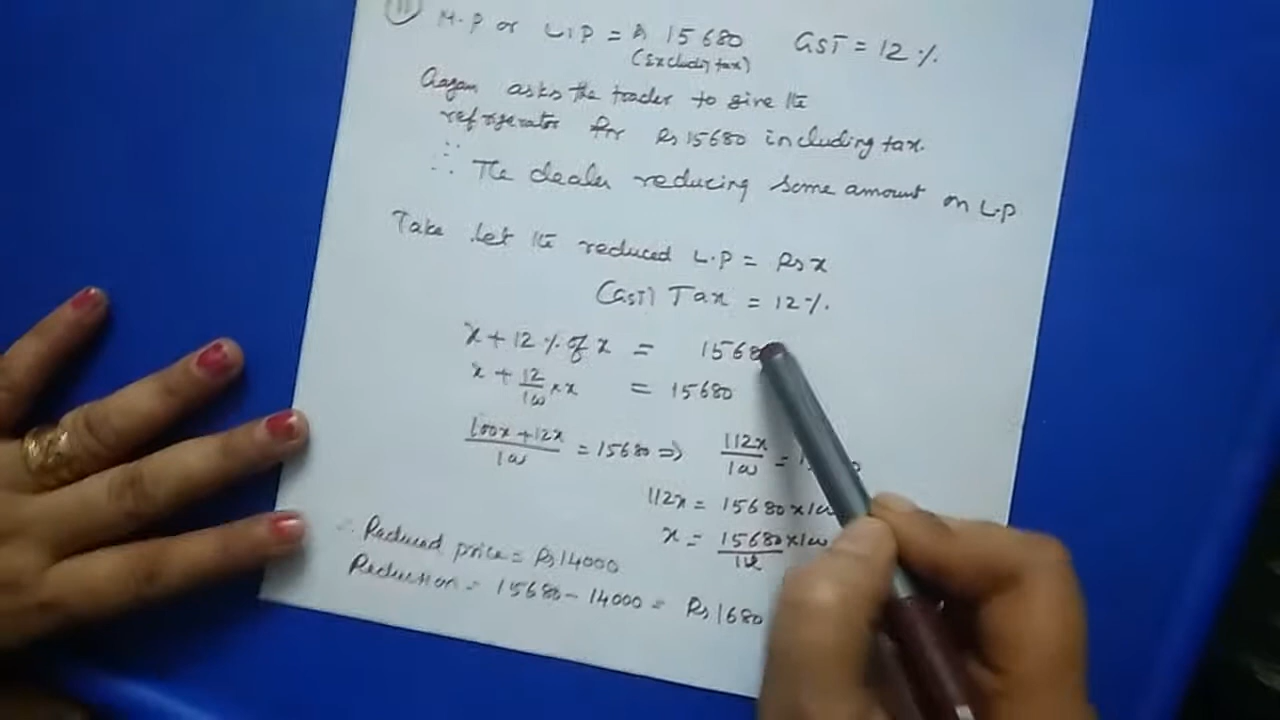 11
M.P or L.P = Rs 15680 GST = 12 %.
(Excluding tax)
Aagam asks the trader to give the
refrigerator for Rs 15680 including tax.
∴ The dealer reducing some amount on L.P
Take let the reduced L.P = Rs x
(GST) Tax = 12 %.
x + 12 % of x = 1568
x + 12/100 × x = 15680
100x + 12x / 100 = 15680 ⇒ 112x / 100 =
112x = 15680 × 100
x = 15680 × 100 / 112
∴ Reduced price = Rs 14000
Reduction = 15680 - 14000 = Rs 1680